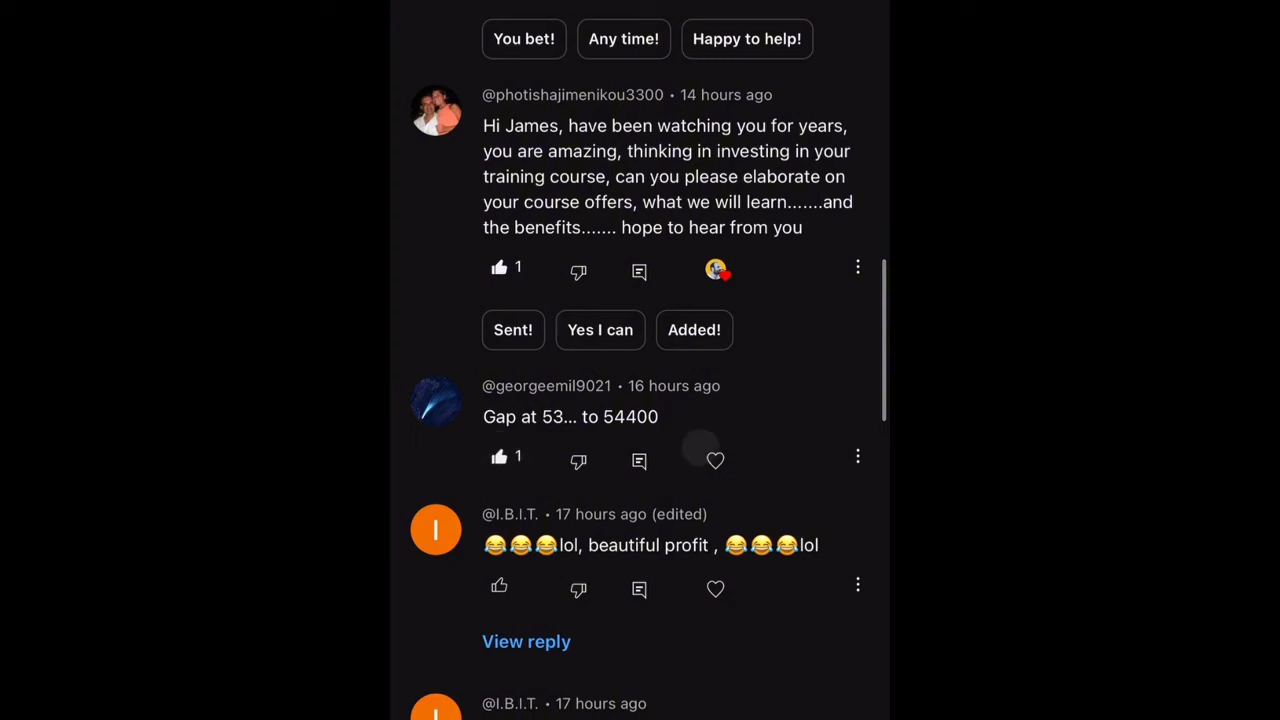 You bet! Any time! Happy to help!
@photishajimenikou3300 • 14 hours ago
Hi James, have been watching you for years,
you are amazing, thinking in investing in your
training course, can you please elaborate on
your course offers, what we will learn.......and
the benefits....... hope to hear from you
1
Sent! Yes I can Added!
@georgeemil9021 • 16 hours ago
Gap at 53... to 54400
1
I
@I.B.I.T. • 17 hours ago (edited)
😂😂😂lol, beautiful profit , 😂😂😂lol
View reply
@I.B.I.T. • 17 hours ago